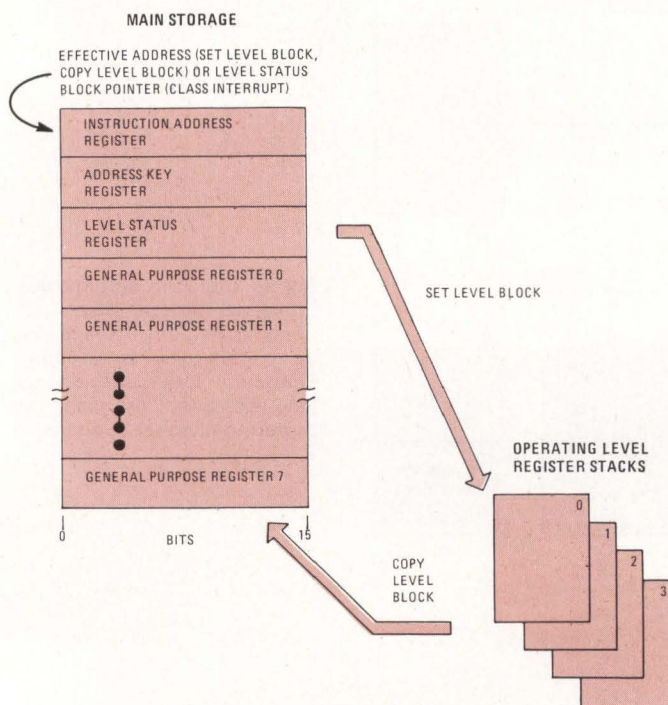 MAIN STORAGE
EFFECTIVE ADDRESS (SET LEVEL BLOCK,
COPY LEVEL BLOCK) OR LEVEL STATUS
BLOCK POINTER (CLASS INTERRUPT)
INSTRUCTION ADDRESS
REGISTER
ADDRESS KEY
REGISTER
LEVEL STATUS
REGISTER
GENERAL PURPOSE REGISTER 0
GENERAL PURPOSE REGISTER 1
GENERAL PURPOSE REGISTER 7
0 BITS 15
SET LEVEL BLOCK
COPY
LEVEL
BLOCK
OPERATING LEVEL
REGISTER STACKS
0
1
2
3